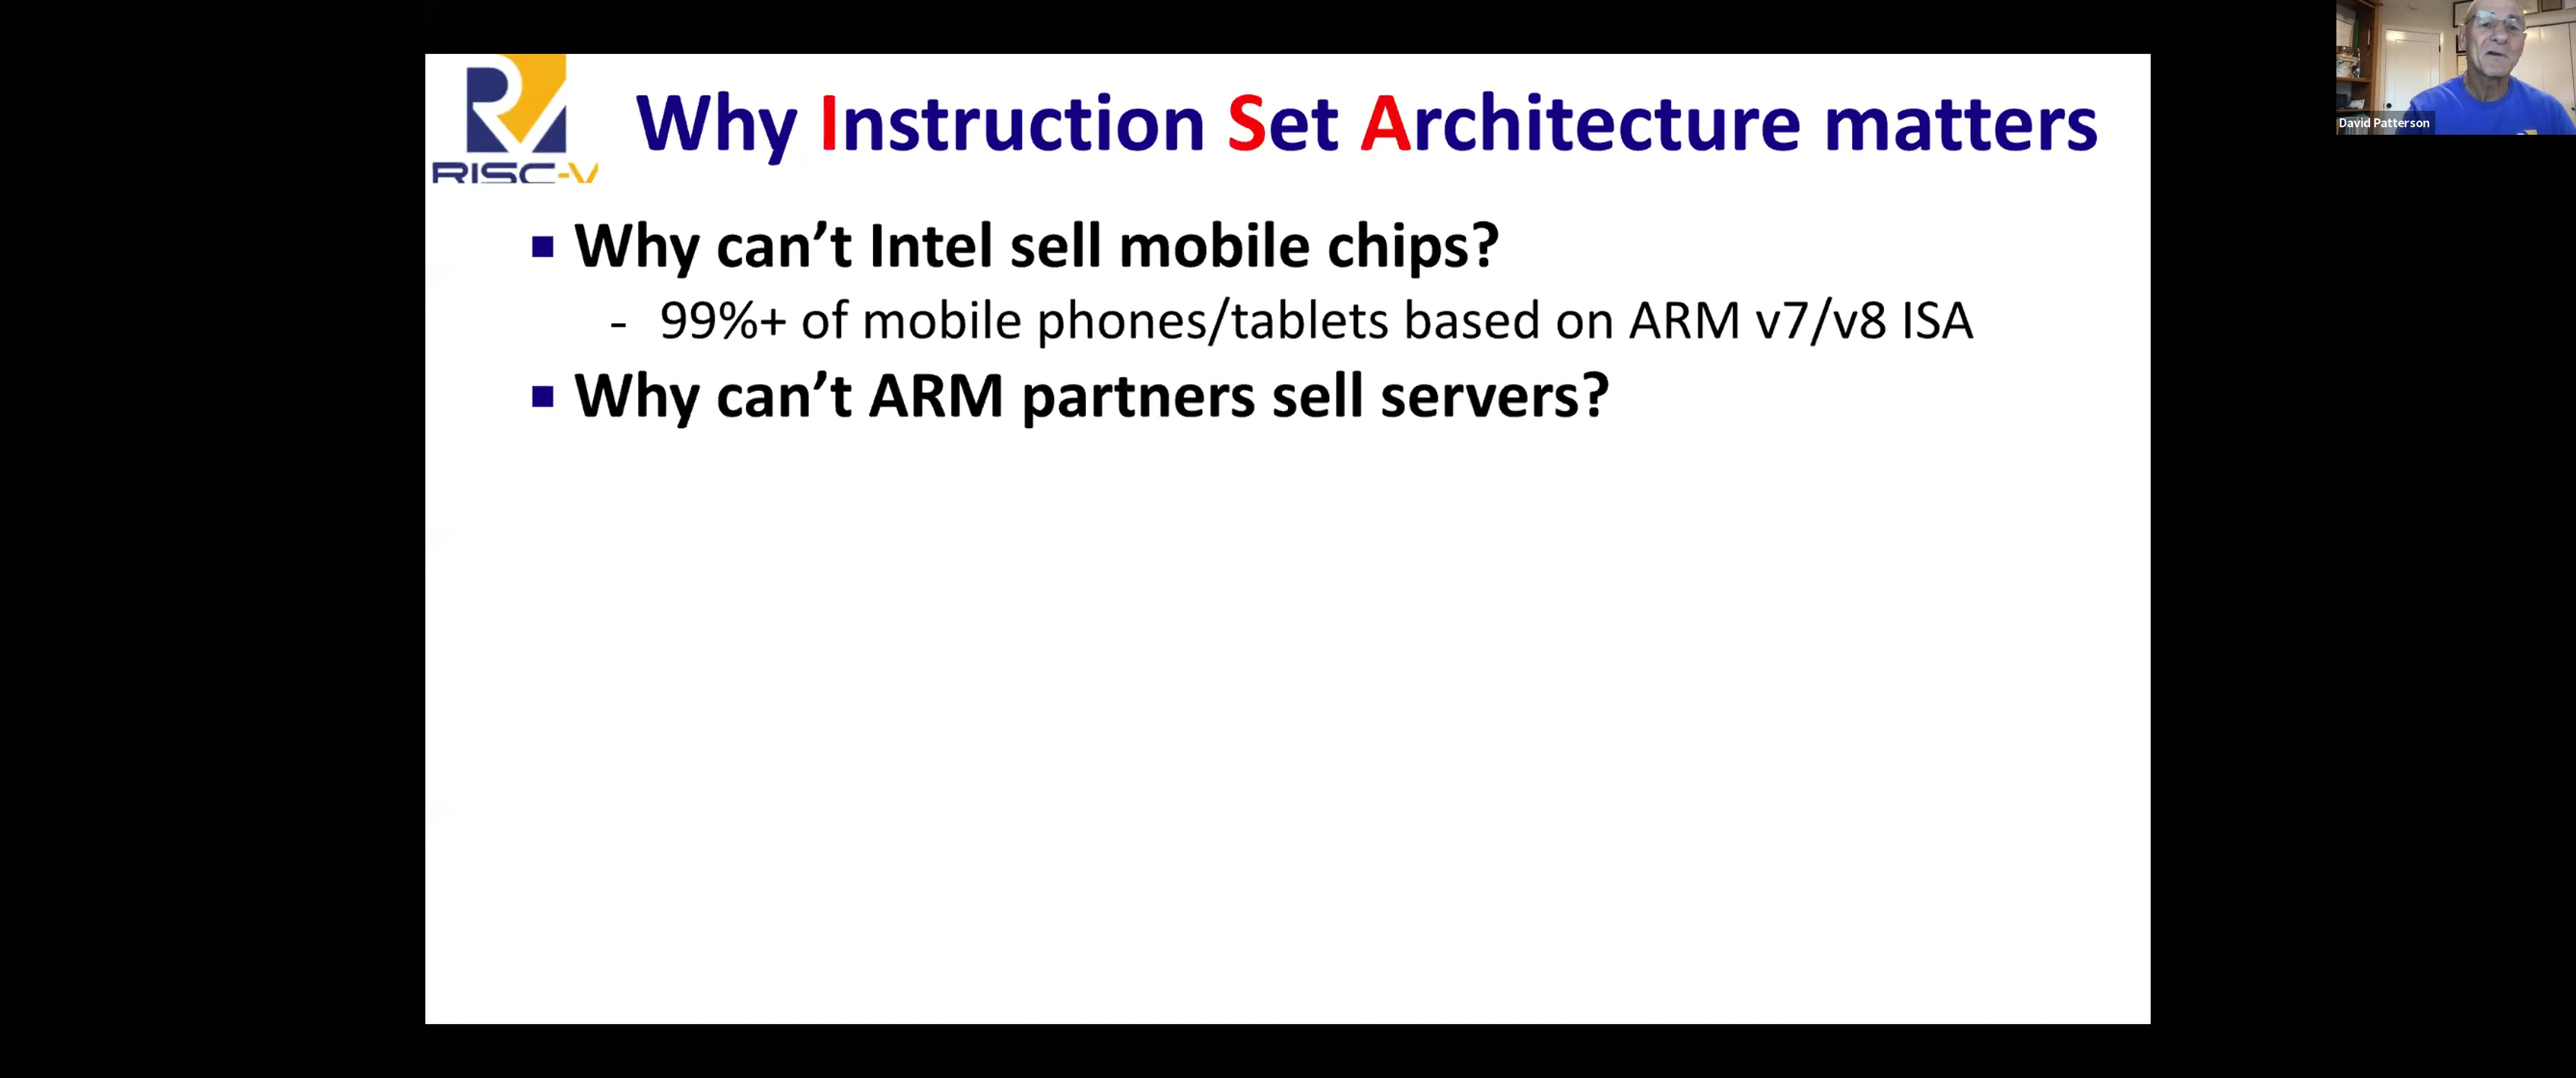 RISC-V
Why Instruction Set Architecture matters
▪ Why can’t Intel sell mobile chips?
- 99%+ of mobile phones/tablets based on ARM v7/v8 ISA
▪ Why can’t ARM partners sell servers?
David Patterson